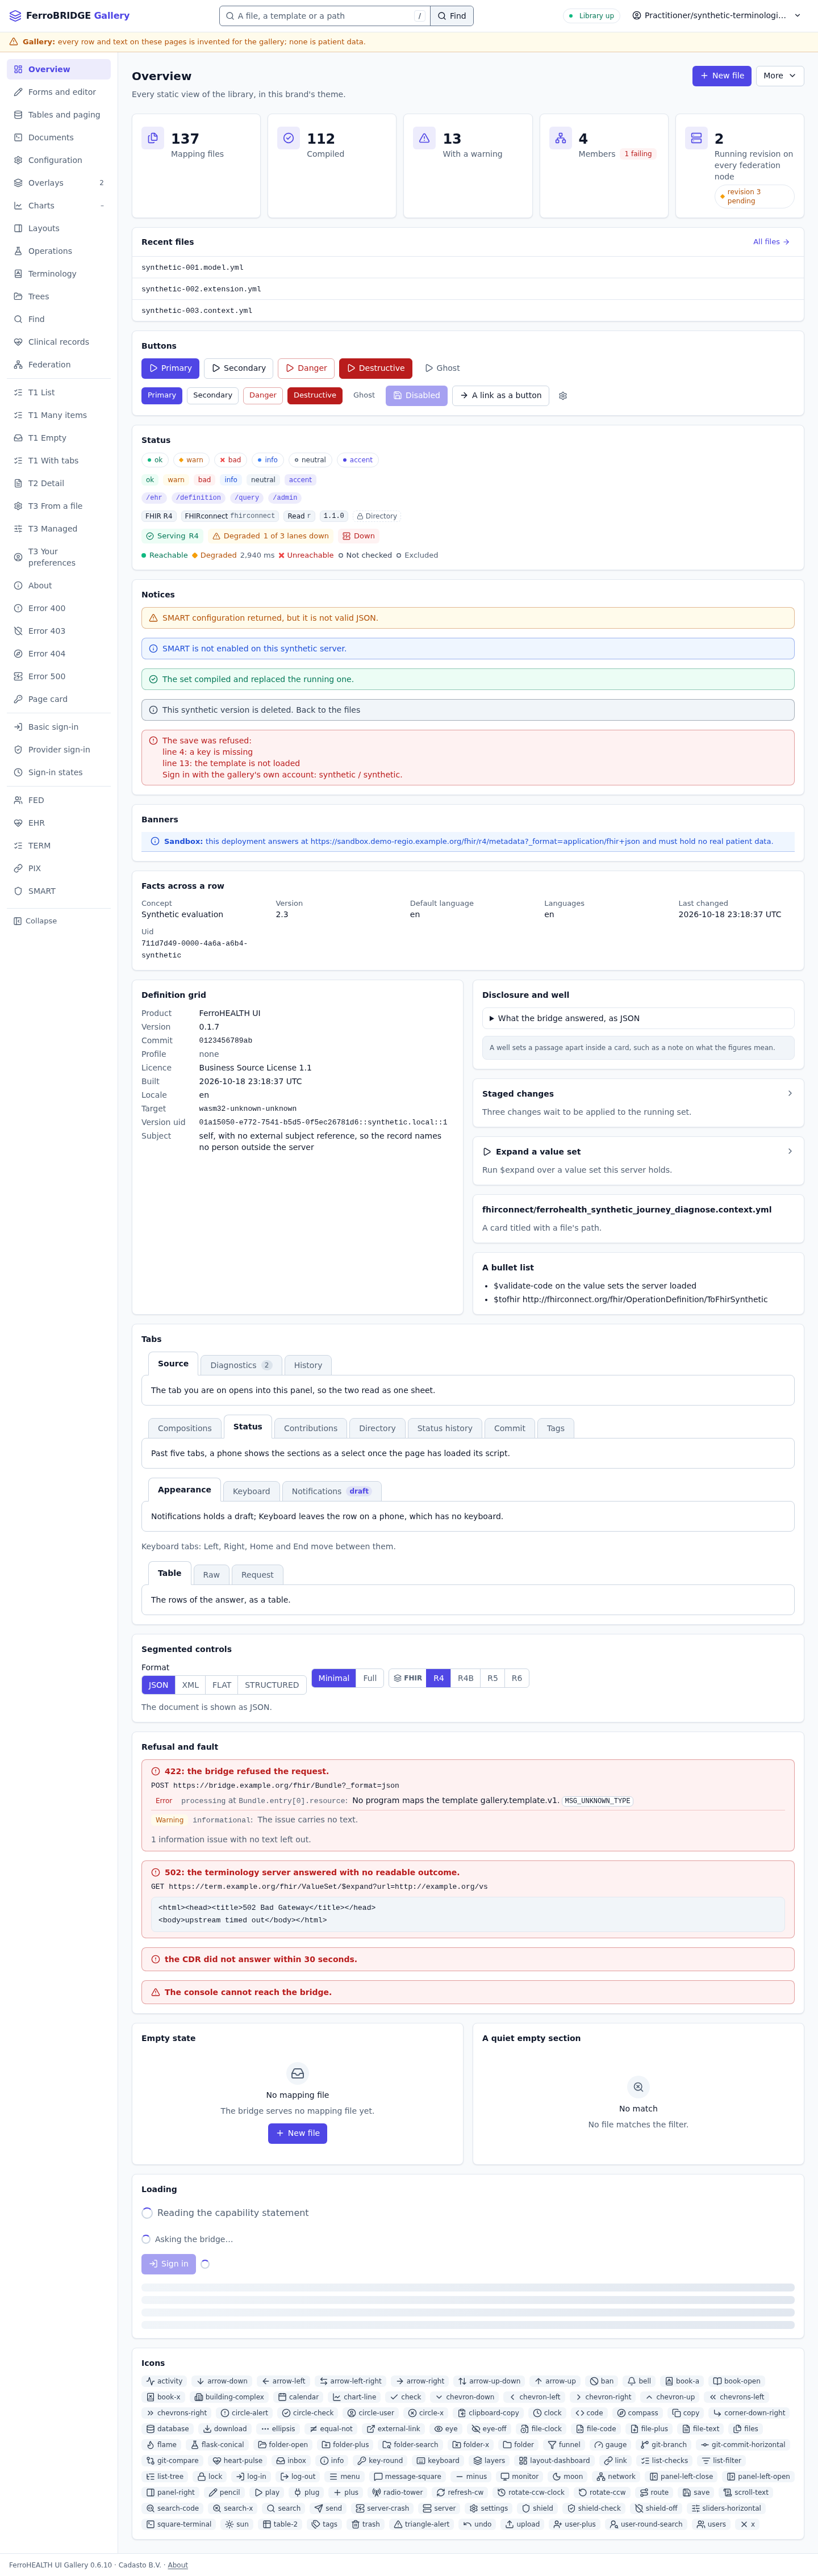 FerroBRIDGE Gallery
A file, a template or a path
/
Find
Library up
Practitioner/synthetic-terminologi...
Gallery: every row and text on these pages is invented for the gallery; none is patient data.
Overview
Forms and editor
Tables and paging
Documents
Configuration
Overlays 2
Charts -
Layouts
Operations
Terminology
Trees
Find
Clinical records
Federation
T1 List
T1 Many items
T1 Empty
T1 With tabs
T2 Detail
T3 From a file
T3 Managed
T3 Your
preferences
About
Error 400
Error 403
Error 404
Error 500
Page card
Basic sign-in
Provider sign-in
Sign-in states
FED
EHR
TERM
PIX
SMART
Collapse
Overview
New file
More
Every static view of the library, in this brand's theme.
137
Mapping files
112
Compiled
13
With a warning
4
Members 1 failing
2
Running revision on
every federation
node
revision 3
pending
Recent files
All files
synthetic-001.model.yml
synthetic-002.extension.yml
synthetic-003.context.yml
Buttons
Primary Secondary Danger Destructive Ghost
Primary Secondary Danger Destructive Ghost Disabled A link as a button
Status
ok warn bad info neutral accent
ok warn bad info neutral accent
/ehr /definition /query /admin
FHIR R4 FHIRconnect fhirconnect Read r 1.1.0 Directory
Serving R4 Degraded 1 of 3 lanes down Down
Reachable Degraded 2,940 ms Unreachable Not checked Excluded
Notices
SMART configuration returned, but it is not valid JSON.
SMART is not enabled on this synthetic server.
The set compiled and replaced the running one.
This synthetic version is deleted. Back to the files
The save was refused:
line 4: a key is missing
line 13: the template is not loaded
Sign in with the gallery's own account: synthetic / synthetic.
Banners
Sandbox: this deployment answers at https://sandbox.demo-regio.example.org/fhir/r4/metadata?_format=application/fhir+json and must hold no real patient data.
Facts across a row
Concept
Synthetic evaluation
Version
2.3
Default language
en
Languages
en
Last changed
2026-10-18 23:18:37 UTC
Uid
711d7d49-0000-4a6a-a6b4-
synthetic
Definition grid
Product FerroHEALTH UI
Version 0.1.7
Commit 0123456789ab
Profile none
Licence Business Source License 1.1
Built 2026-10-18 23:18:37 UTC
Locale en
Target wasm32-unknown-unknown
Version uid 01a15050-e772-7541-b5d5-0f5ec26781d6::synthetic.local::1
Subject self, with no external subject reference, so the record names
no person outside the server
Disclosure and well
What the bridge answered, as JSON
A well sets a passage apart inside a card, such as a note on what the figures mean.
Staged changes
Three changes wait to be applied to the running set.
Expand a value set
Run $expand over a value set this server holds.
fhirconnect/ferrohealth_synthetic_journey_diagnose.context.yml
A card titled with a file's path.
A bullet list
• $validate-code on the value sets the server loaded
• $tofhir http://fhirconnect.org/fhir/OperationDefinition/ToFhirSynthetic
Tabs
Source Diagnostics 2 History
The tab you are on opens into this panel, so the two read as one sheet.
Compositions Status Contributions Directory Status history Commit Tags
Past five tabs, a phone shows the sections as a select once the page has loaded its script.
Appearance Keyboard Notifications draft
Notifications holds a draft; Keyboard leaves the row on a phone, which has no keyboard.
Keyboard tabs: Left, Right, Home and End move between them.
Table Raw Request
The rows of the answer, as a table.
Segmented controls
Format
JSON XML FLAT STRUCTURED Minimal Full FHIR R4 R4B R5 R6
The document is shown as JSON.
Refusal and fault
422: the bridge refused the request.
POST https://bridge.example.org/fhir/Bundle?_format=json
Error processing at Bundle.entry[0].resource: No program maps the template gallery.template.v1. MSG_UNKNOWN_TYPE
Warning informational: The issue carries no text.
1 information issue with no text left out.
502: the terminology server answered with no readable outcome.
GET https://term.example.org/fhir/ValueSet/$expand?url=http://example.org/vs
<html><head><title>502 Bad Gateway</title></head>
<body>upstream timed out</body></html>
the CDR did not answer within 30 seconds.
The console cannot reach the bridge.
Empty state
No mapping file
The bridge serves no mapping file yet.
New file
A quiet empty section
No match
No file matches the filter.
Loading
Reading the capability statement
Asking the bridge...
Sign in
Icons
activity arrow-down arrow-left arrow-left-right arrow-right arrow-up-down arrow-up ban bell book-a book-open
book-x building-complex calendar chart-line check chevron-down chevron-left chevron-right chevron-up chevrons-left
chevrons-right circle-alert circle-check circle-user circle-x clipboard-copy clock code compass copy corner-down-right
database download ellipsis equal-not external-link eye eye-off file-clock file-code file-plus file-text files
flame flask-conical folder-open folder-plus folder-search folder-x folder funnel gauge git-branch git-commit-horizontal
git-compare heart-pulse inbox info key-round keyboard layers layout-dashboard link list-checks list-filter
list-tree lock log-in log-out menu message-square minus monitor moon network panel-left-close panel-left-open
panel-right pencil play plug plus radio-tower refresh-cw rotate-ccw-clock rotate-ccw route save scroll-text
search-code search-x search send server-crash server settings shield shield-check shield-off sliders-horizontal
square-terminal sun table-2 tags trash triangle-alert undo upload user-plus user-round-search users x
FerroHEALTH UI Gallery 0.6.10 · Cadasto B.V. · About